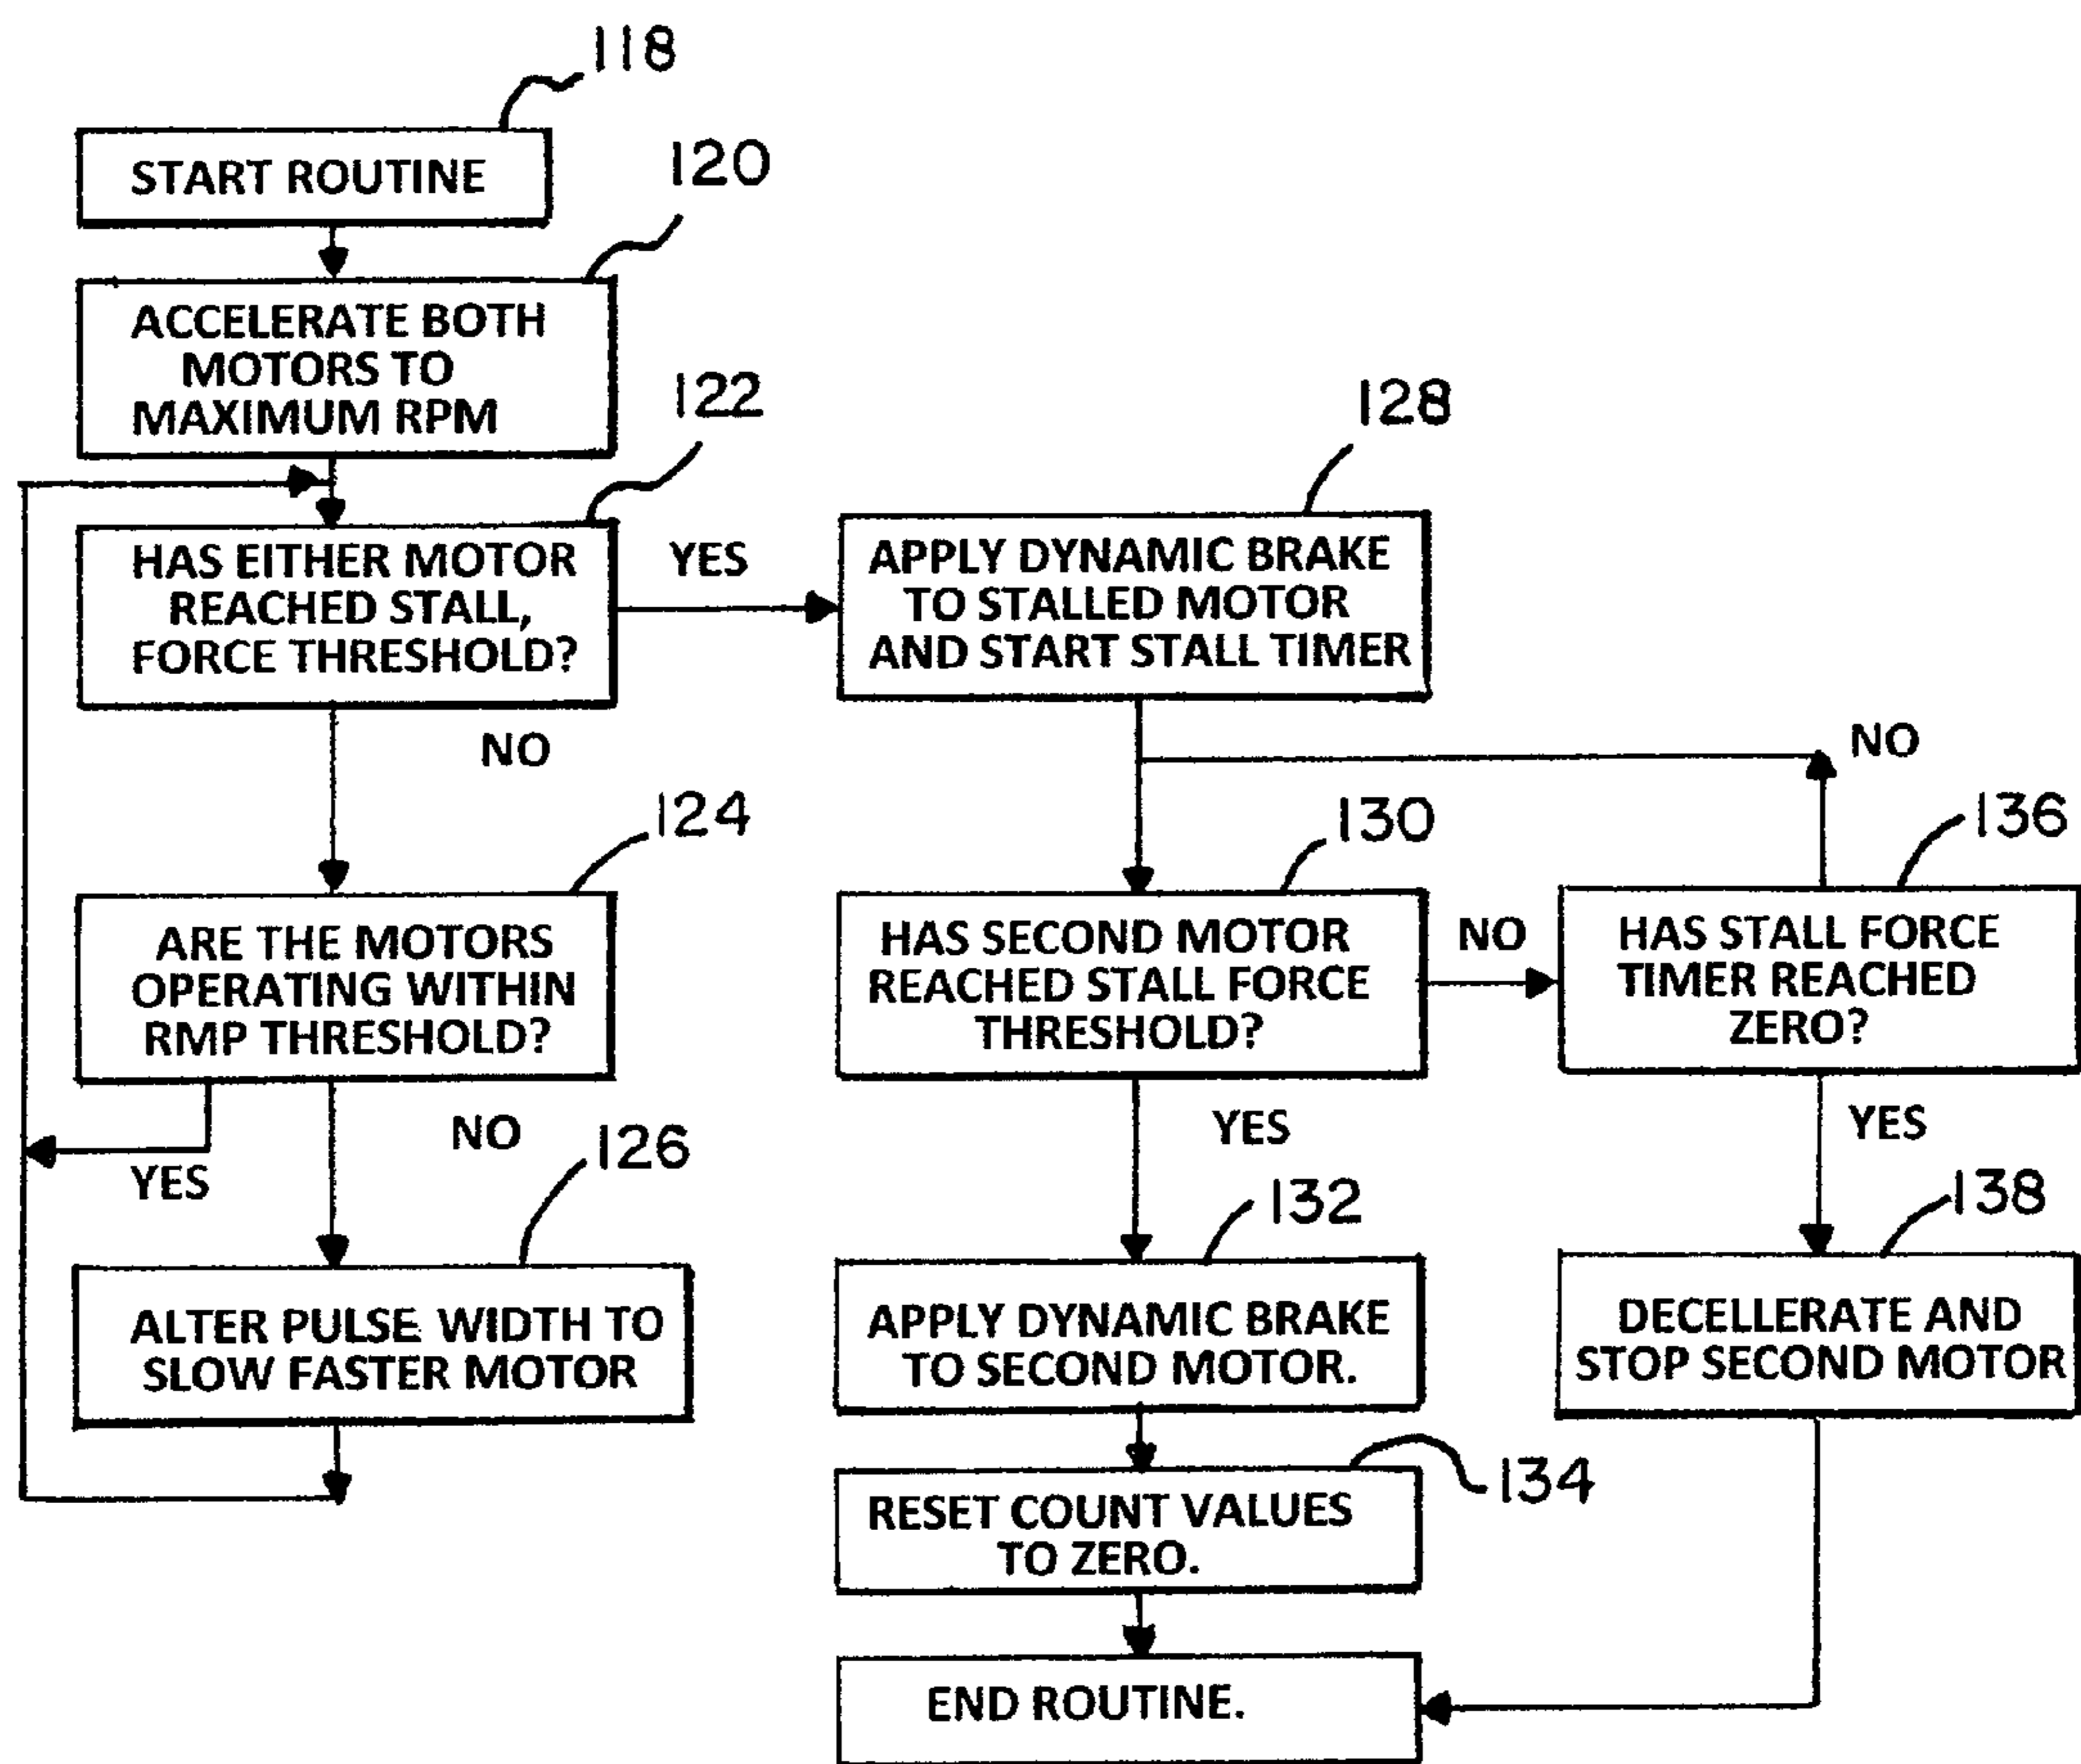 118
START ROUTINE
120
ACCELERATE BOTH
MOTORS TO
MAXIMUM RPM
122
HAS EITHER MOTOR
REACHED STALL,
FORCE THRESHOLD?
YES
NO
128
APPLY DYNAMIC BRAKE
TO STALLED MOTOR
AND START STALL TIMER
124
ARE THE MOTORS
OPERATING WITHIN
RMP THRESHOLD?
YES
NO
126
ALTER PULSE WIDTH TO
SLOW FASTER MOTOR
130
HAS SECOND MOTOR
REACHED STALL FORCE
THRESHOLD?
NO
YES
136
HAS STALL FORCE
TIMER REACHED
ZERO?
NO
YES
132
APPLY DYNAMIC BRAKE
TO SECOND MOTOR.
138
DECELLERATE AND
STOP SECOND MOTOR
134
RESET COUNT VALUES
TO ZERO.
END ROUTINE.